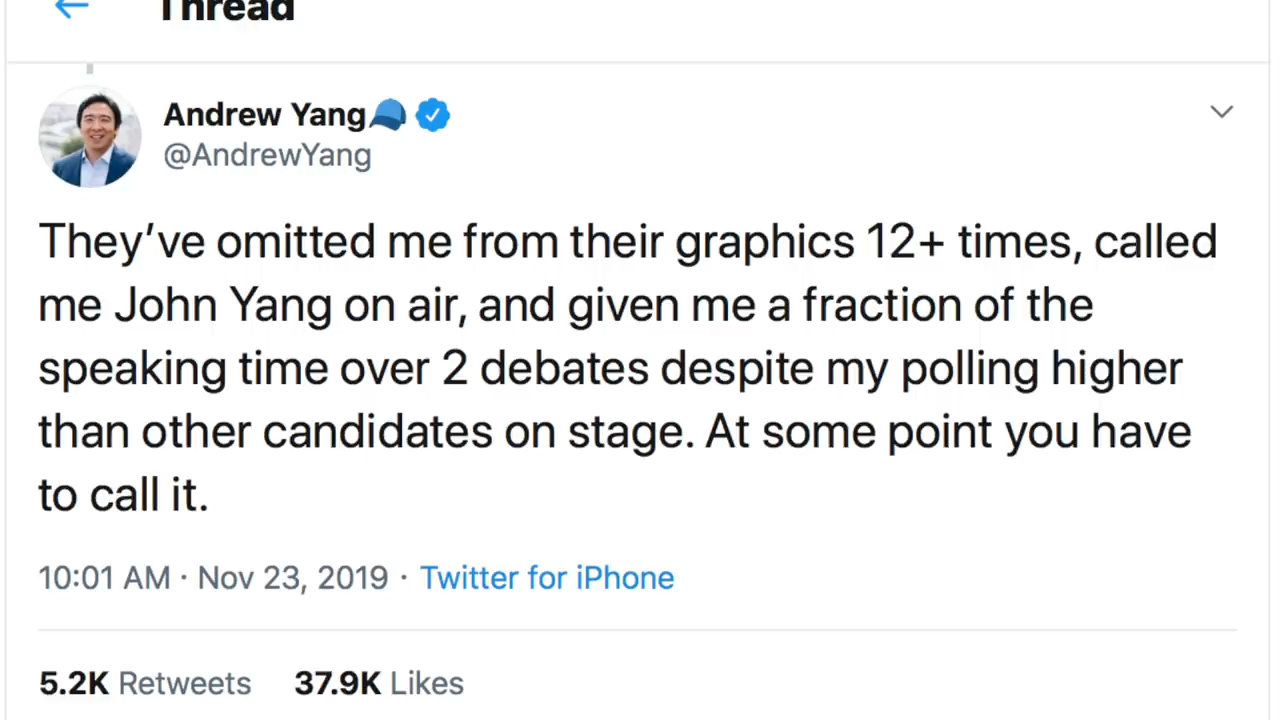 Thread
Andrew Yang
@AndrewYang
They’ve omitted me from their graphics 12+ times, called
me John Yang on air, and given me a fraction of the
speaking time over 2 debates despite my polling higher
than other candidates on stage. At some point you have
to call it.
10:01 AM · Nov 23, 2019 · Twitter for iPhone
5.2K Retweets 37.9K Likes